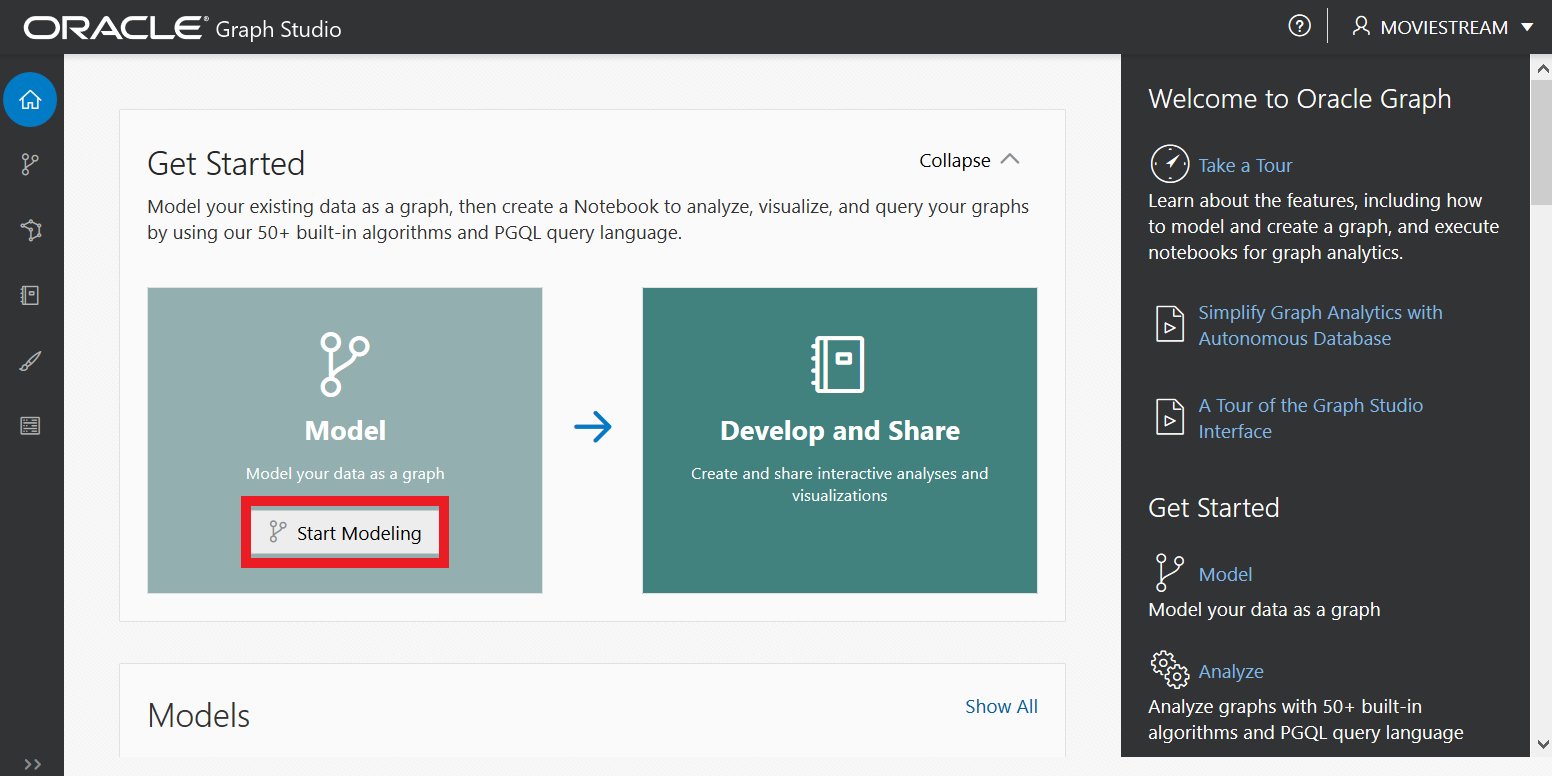 ORACLE® Graph Studio
MOVIESTREAM
Get Started
Collapse
Model your existing data as a graph, then create a Notebook to analyze, visualize, and query your graphs
by using our 50+ built-in algorithms and PGQL query language.
Model
Model your data as a graph
Start Modeling
Develop and Share
Create and share interactive analyses and
visualizations
Models
Show All
Welcome to Oracle Graph
Take a Tour
Learn about the features, including how
to model and create a graph, and execute
notebooks for graph analytics.
Simplify Graph Analytics with
Autonomous Database
A Tour of the Graph Studio
Interface
Get Started
Model
Model your data as a graph
Analyze
Analyze graphs with 50+ built-in
algorithms and PGQL query language